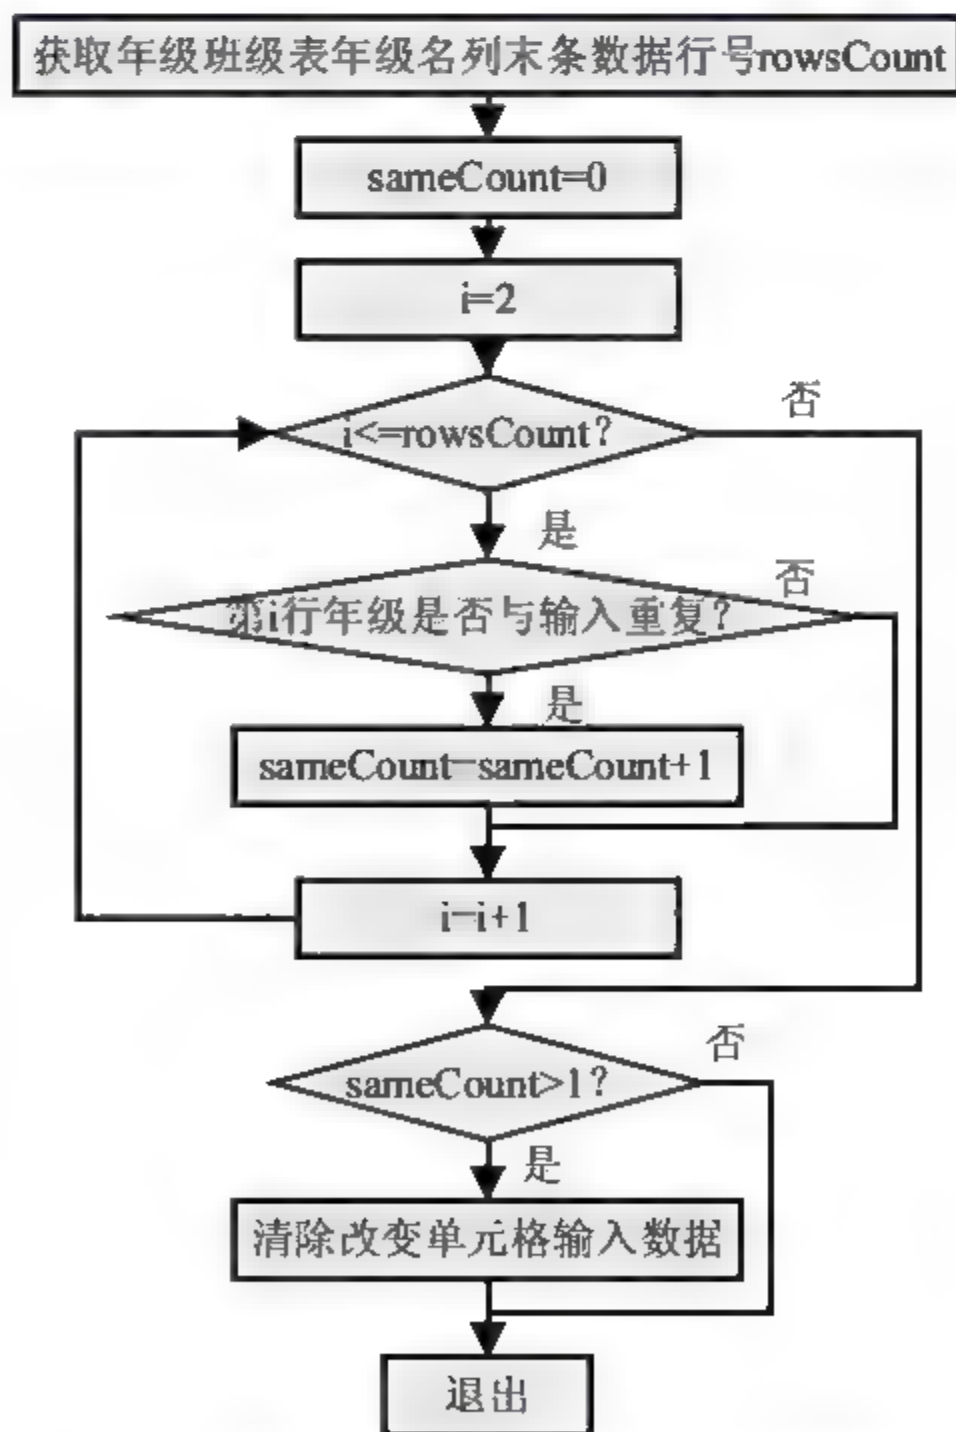 获取年级班级表年级名列末条数据行号rowsCount
sameCount=0
i=2
否
i<=rowsCount?
是
否
第i行年级是否与输入重复?
是
sameCount=sameCount+1
i=i+1
否
sameCount>1?
是
清除改变单元格输入数据
退出